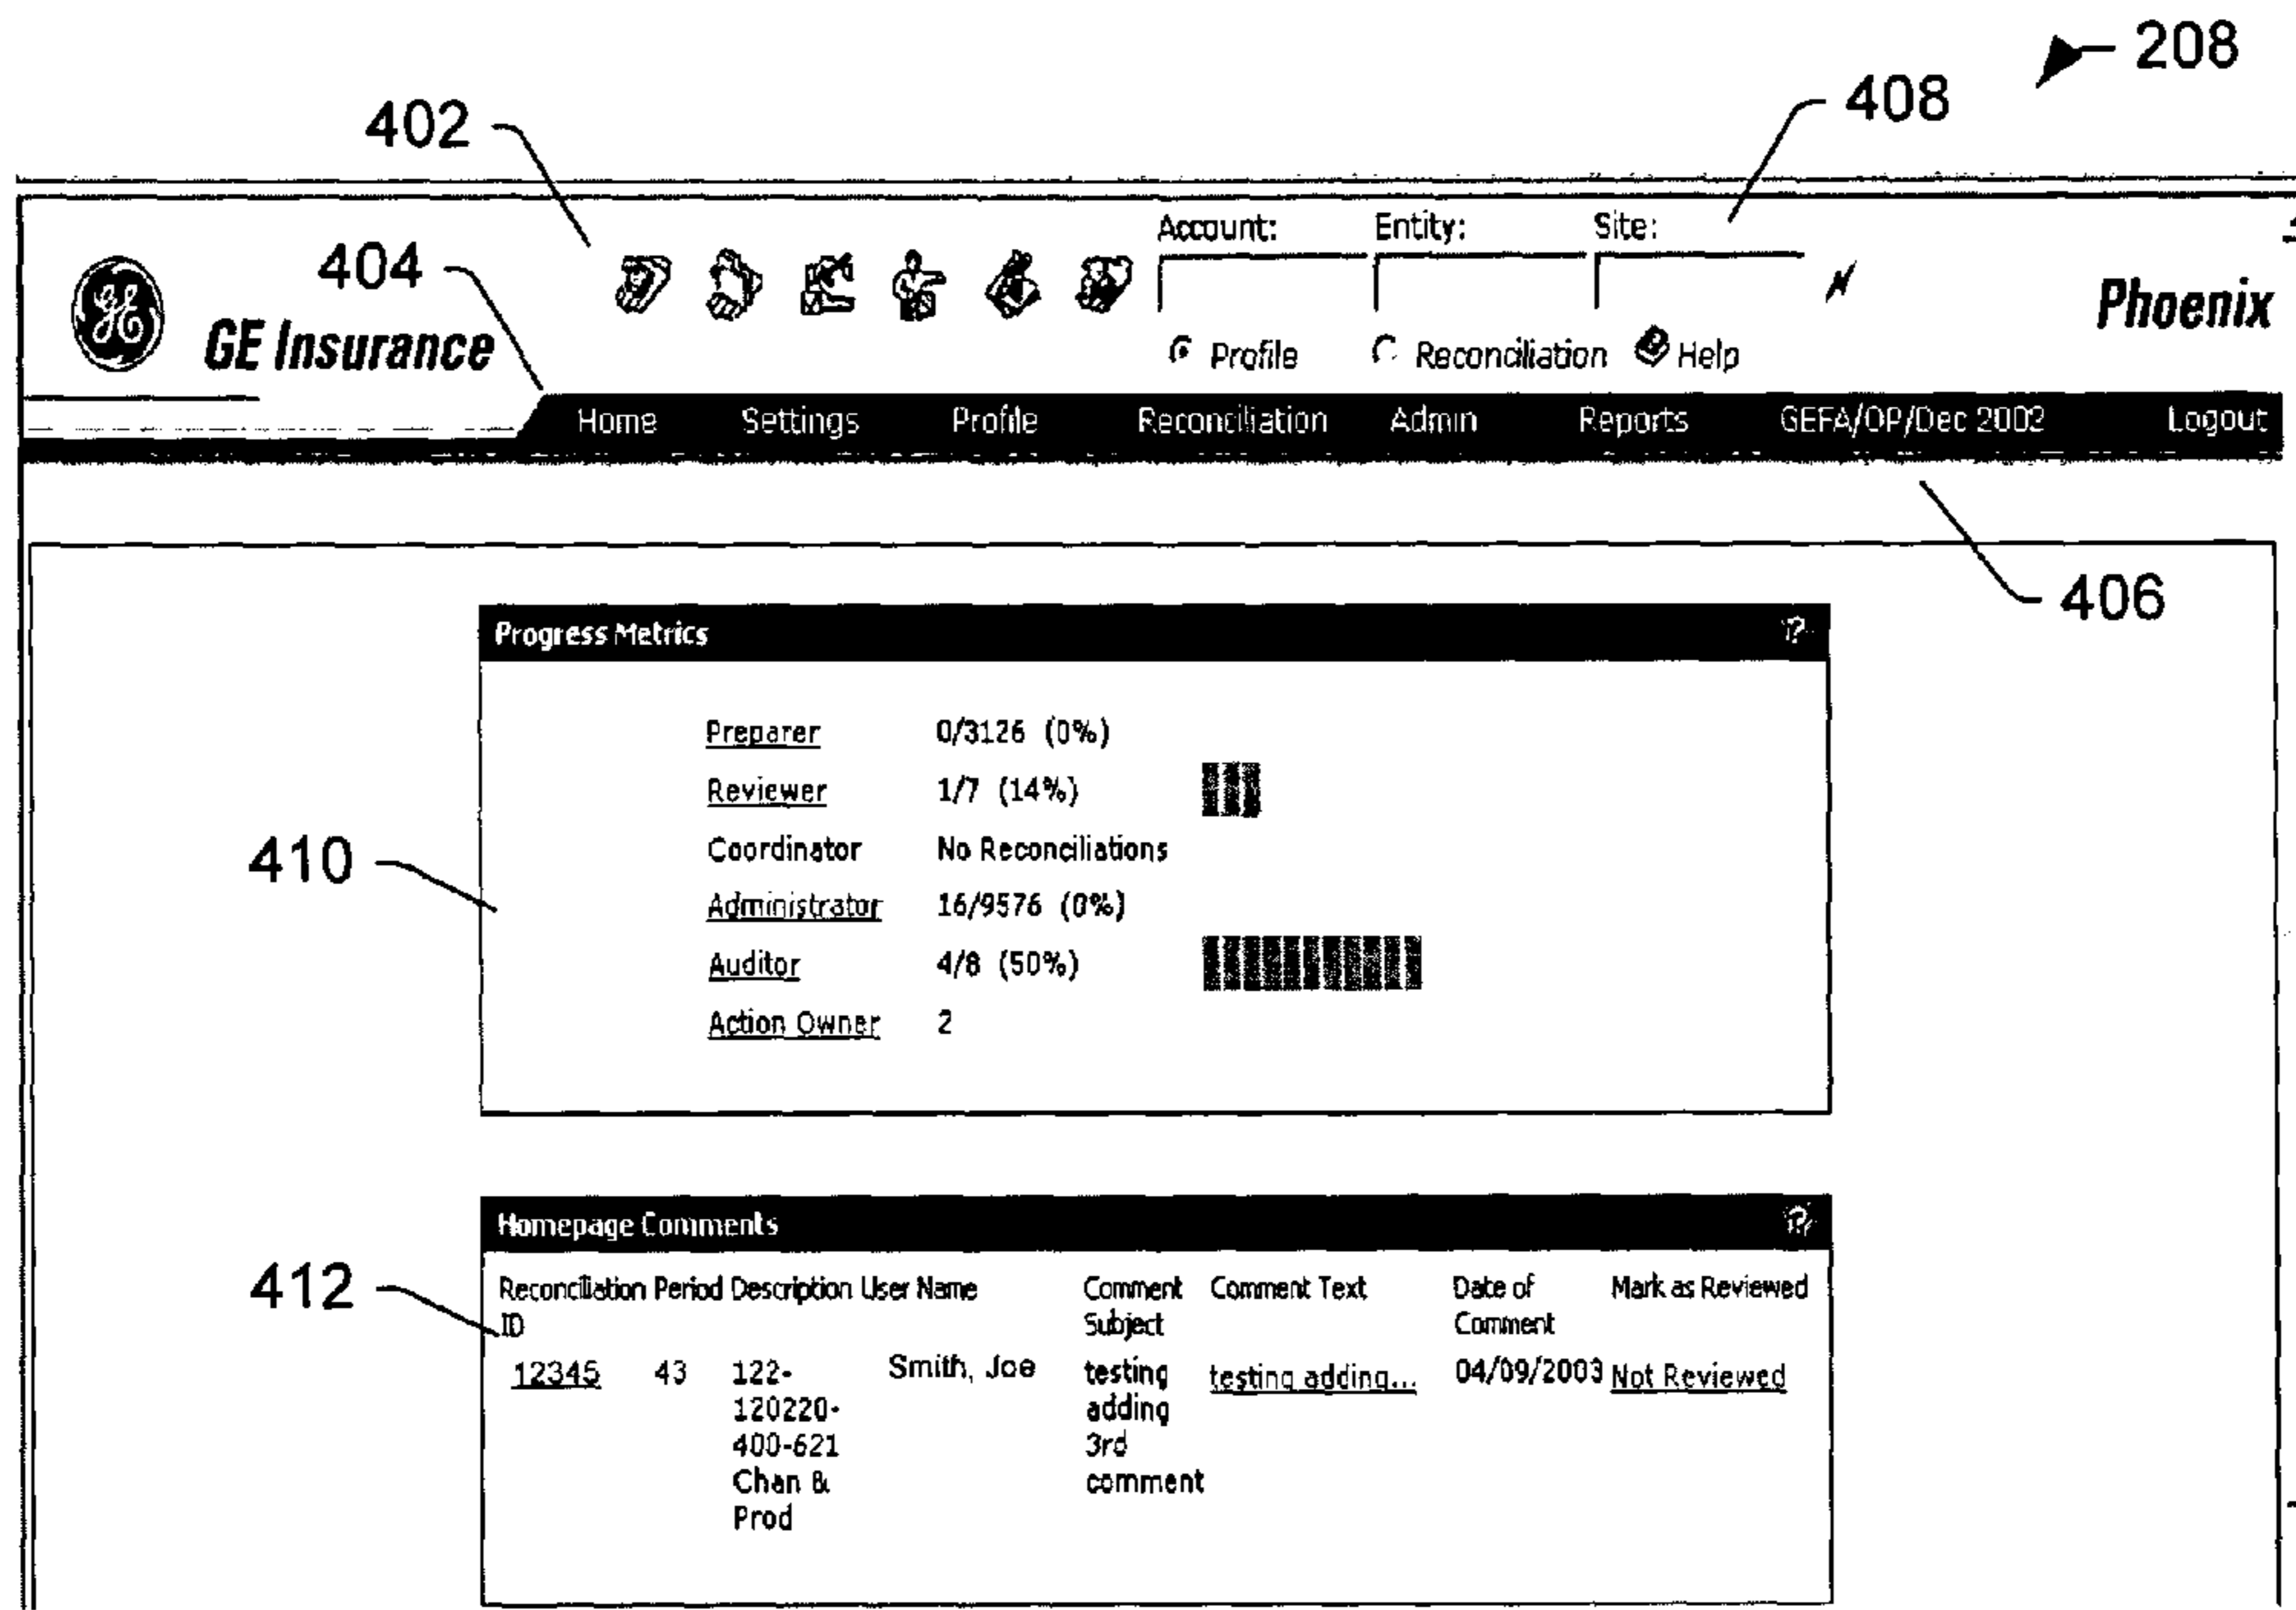 208
408
402
Account: Entity: Site:
404
GE
GE Insurance
Phoenix
Profile Reconciliation Help
Home Settings Profile Reconciliation Admin Reports GEFA/OP/Dec 2002 Logout
406
Progress Metrics ?
Preparer 0/3126 (0%)
Reviewer 1/7 (14%)
410
Coordinator No Reconciliations
Administrator 16/9576 (0%)
Auditor 4/8 (50%)
Action Owner 2
Homepage Comments ?
412
Reconciliation Period Description User Name Comment Comment Text Date of Mark as Reviewed
ID Subject Comment
12345 43 122- Smith, Joe testing testing adding... 04/09/2003 Not Reviewed
120220- adding
400-621 3rd
Chan & comment
Prod